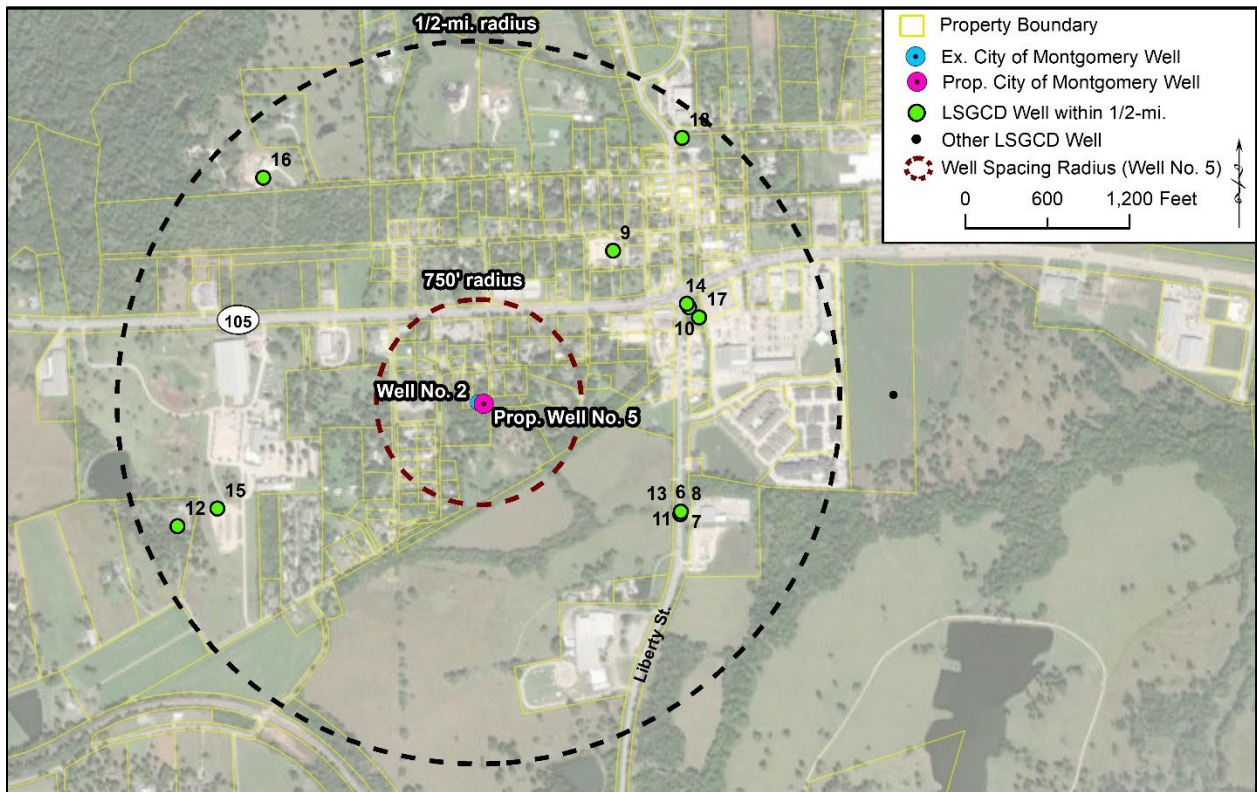 1/2-mi. radius
Property Boundary
Ex. City of Montgomery Well
Prop. City of Montgomery Well
LSGCD Well within 1/2-mi.
Other LSGCD Well
Well Spacing Radius (Well No. 5)
0 600 1,200 Feet
18
16
9
750' radius
14
17
10
105
Well No. 2
Prop. Well No. 5
15
12
13 6 8
11 7
Liberty St.